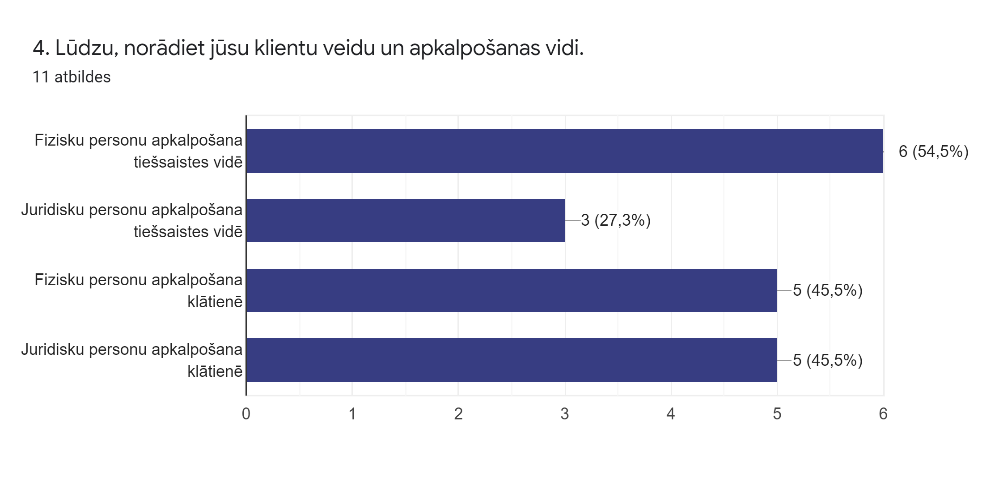 4. Lūdzu, norādiet jūsu klientu veidu un apkalpošanas vidi.
11 atbildes
Fizisku personu apkalpošana
tiešsaistes vidē
6 (54,5%)
Juridisku personu apkalpošana
tiešsaistes vidē
3 (27,3%)
Fizisku personu apkalpošana
klātienē
5 (45,5%)
Juridisku personu apkalpošana
klātienē
5 (45,5%)
0 1 2 3 4 5 6